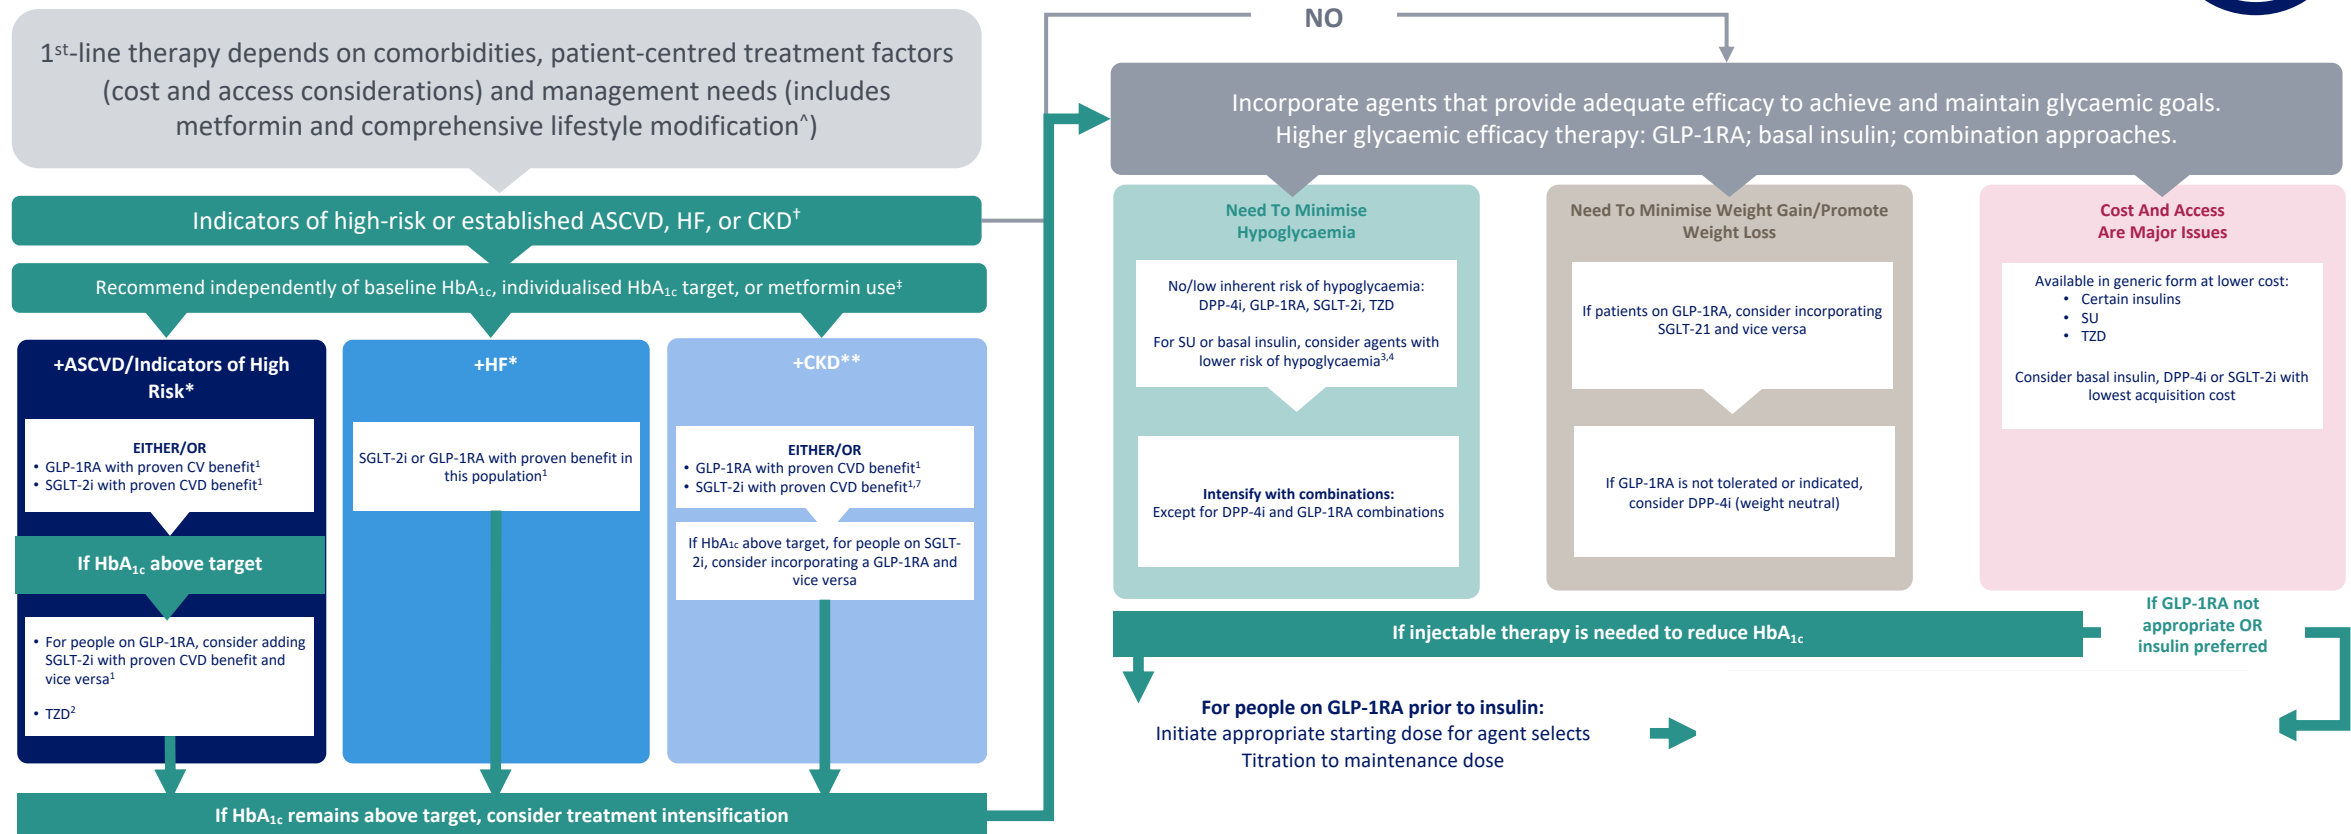 1st-line therapy depends on comorbidities, patient-centred treatment factors
(cost and access considerations) and management needs (includes
metformin and comprehensive lifestyle modification^)
Indicators of high-risk or established ASCVD, HF, or CKD†
Recommend independently of baseline HbA1c, individualised HbA1c target, or metformin use‡
+ASCVD/Indicators of High
Risk*
EITHER/OR
• GLP-1RA with proven CV benefit1
• SGLT-2i with proven CVD benefit1
If HbA1c above target
• For people on GLP-1RA, consider adding
SGLT-2i with proven CVD benefit and
vice versa1
• TZD2
+HF*
SGLT-2i or GLP-1RA with proven benefit in
this population1
+CKD**
EITHER/OR
• GLP-1RA with proven CVD benefit1
• SGLT-2i with proven CVD benefit1,7
If HbA1c above target, for people on SGLT-
2i, consider incorporating a GLP-1RA and
vice versa
If HbA1c remains above target, consider treatment intensification
NO
Incorporate agents that provide adequate efficacy to achieve and maintain glycaemic goals.
Higher glycaemic efficacy therapy: GLP-1RA; basal insulin; combination approaches.
Need To Minimise
Hypoglycaemia
No/low inherent risk of hypoglycaemia:
DPP-4i, GLP-1RA, SGLT-2i, TZD
For SU or basal insulin, consider agents with
lower risk of hypoglycaemia3,4
Intensify with combinations:
Except for DPP-4i and GLP-1RA combinations
Need To Minimise Weight Gain/Promote
Weight Loss
If patients on GLP-1RA, consider incorporating
SGLT-21 and vice versa
If GLP-1RA is not tolerated or indicated,
consider DPP-4i (weight neutral)
Cost And Access
Are Major Issues
Available in generic form at lower cost:
• Certain insulins
• SU
• TZD
Consider basal insulin, DPP-4i or SGLT-2i with
lowest acquisition cost
If injectable therapy is needed to reduce HbA1c
If GLP-1RA not
appropriate OR
insulin preferred
For people on GLP-1RA prior to insulin:
Initiate appropriate starting dose for agent selects
Titration to maintenance dose